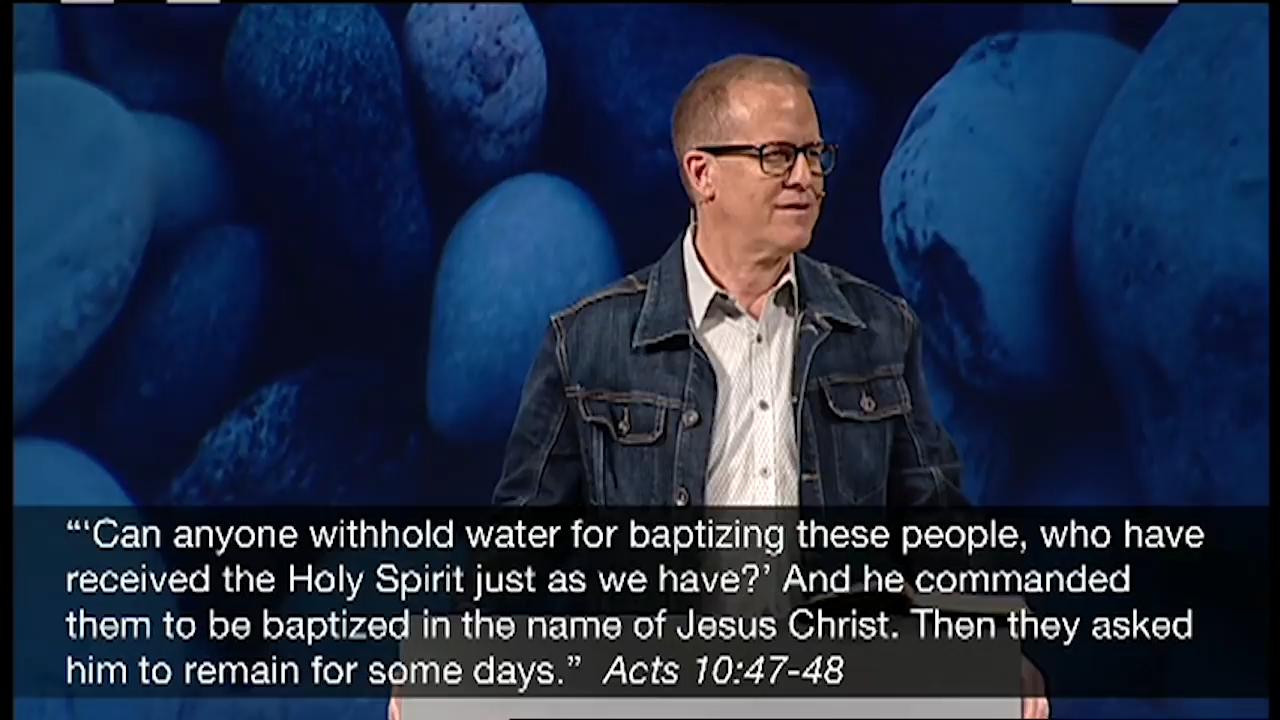 “‘Can anyone withhold water for baptizing these people, who have
received the Holy Spirit just as we have?’ And he commanded
them to be baptized in the name of Jesus Christ. Then they asked
him to remain for some days.” Acts 10:47-48